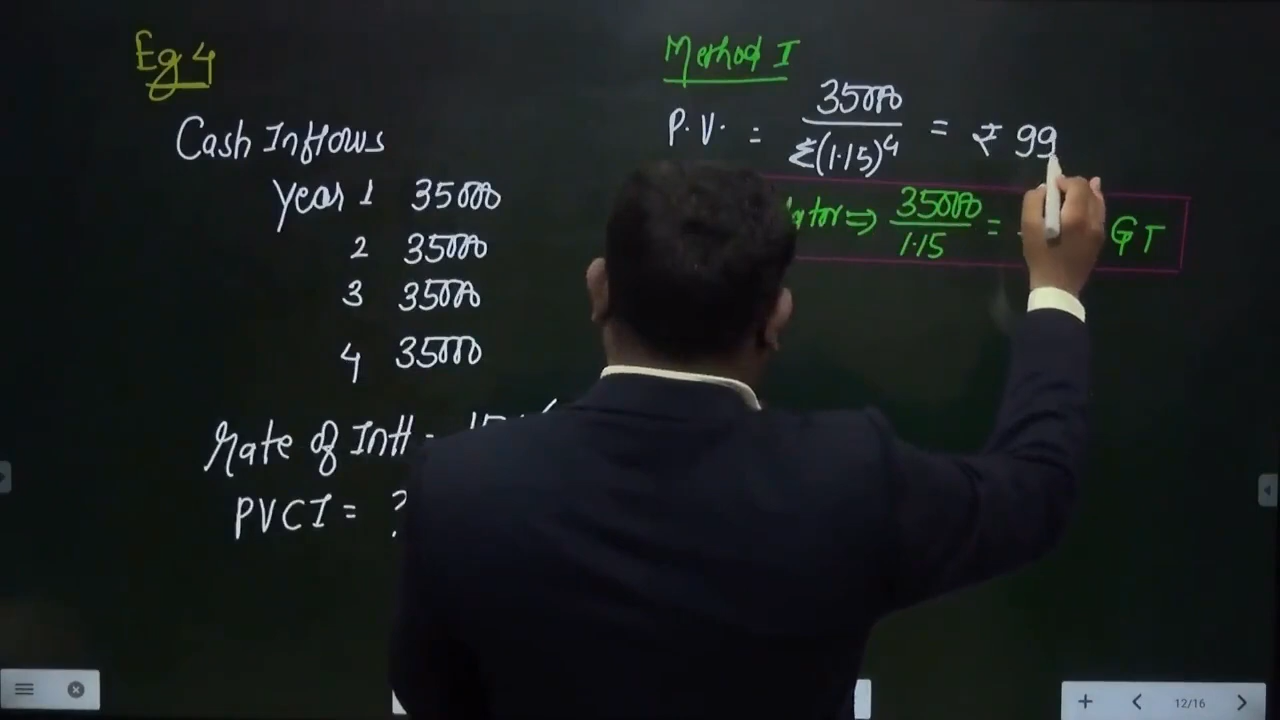 Eg 4
Cash Inflows
Year 1 35000
2 35000
3 35000
4 35000
Rate of Intt =
PVCI = ?
Method I
P.V. = 35000 / Σ(1.15)^4 = ₹ 99
⇒ 35000 / 1.15 = GT
12/16